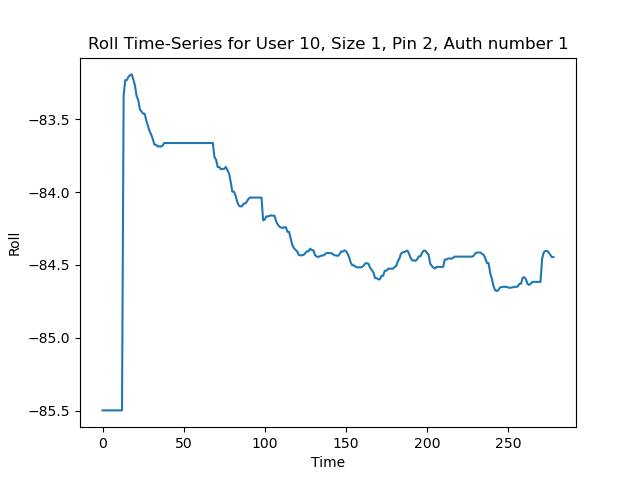 Roll Time-Series for User 10, Size 1, Pin 2, Auth number 1
−83.5
−84.0
−84.5
−85.0
−85.5
Roll
0 50 100 150 200 250
Time